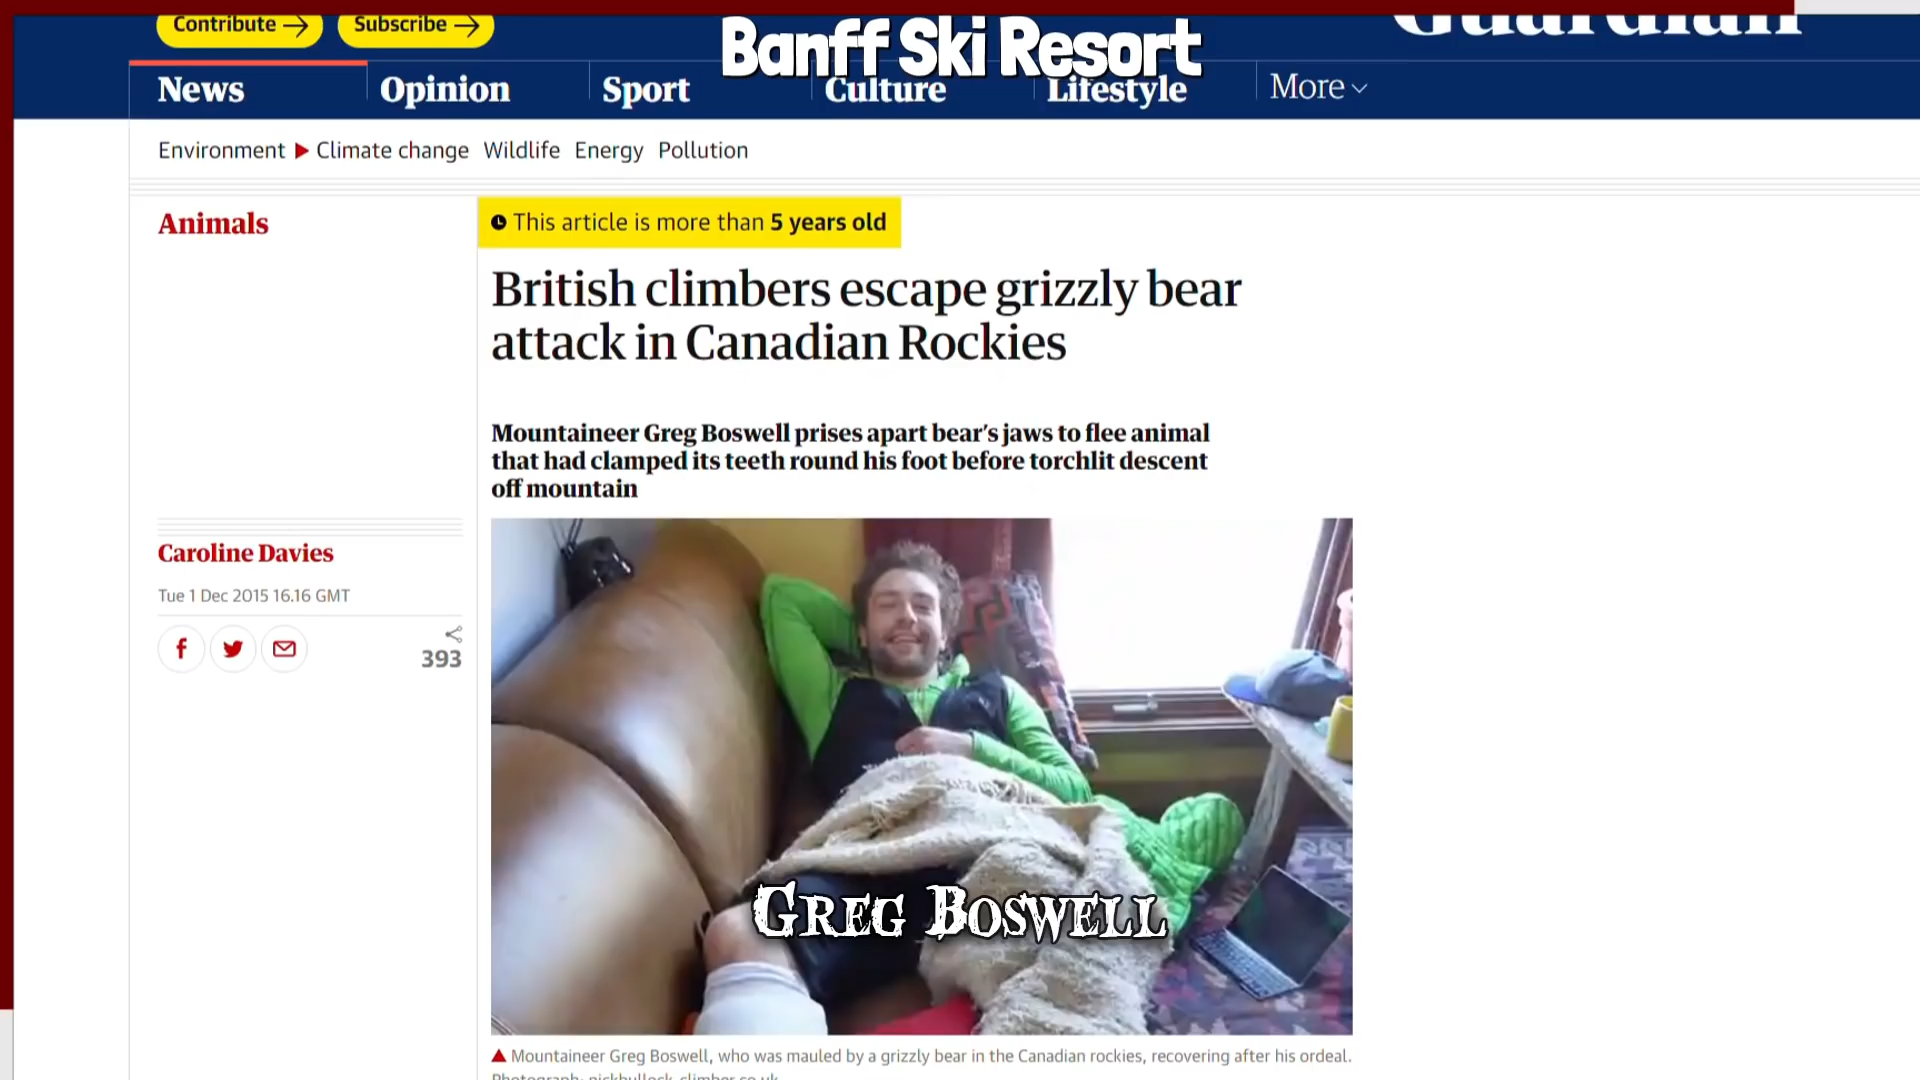 Contribute
Subscribe
Guardian
Banff Ski Resort
News
Opinion
Sport
Culture
Lifestyle
More
Environment
Climate change
Wildlife
Energy
Pollution
Animals
This article is more than 5 years old
British climbers escape grizzly bear
attack in Canadian Rockies
Mountaineer Greg Boswell prises apart bear's jaws to flee animal
that had clamped its teeth round his foot before torchlit descent
off mountain
Caroline Davies
Tue 1 Dec 2015 16.16 GMT
393
Greg Boswell
Mountaineer Greg Boswell, who was mauled by a grizzly bear in the Canadian rockies, recovering after his ordeal.